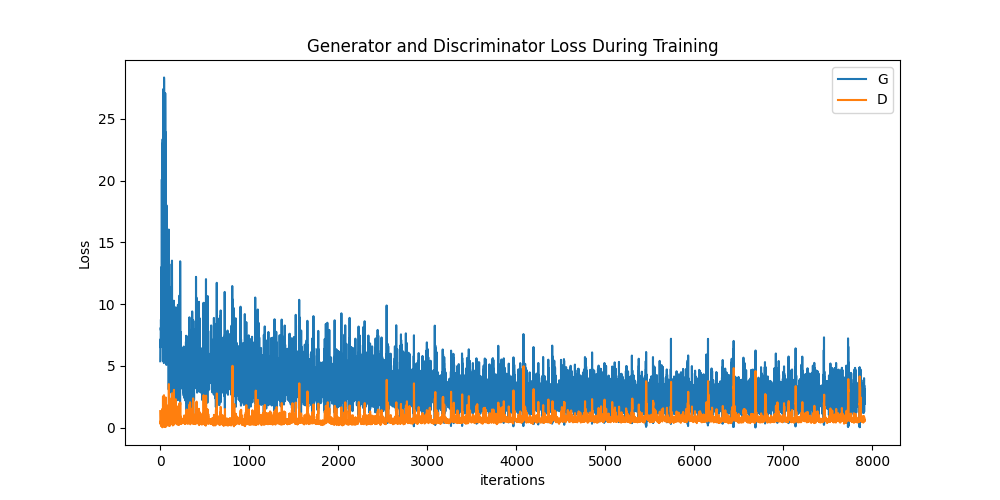 Generator and Discriminator Loss During Training
G
D
Loss
25
20
15
10
5
0
0 1000 2000 3000 4000 5000 6000 7000 8000
iterations